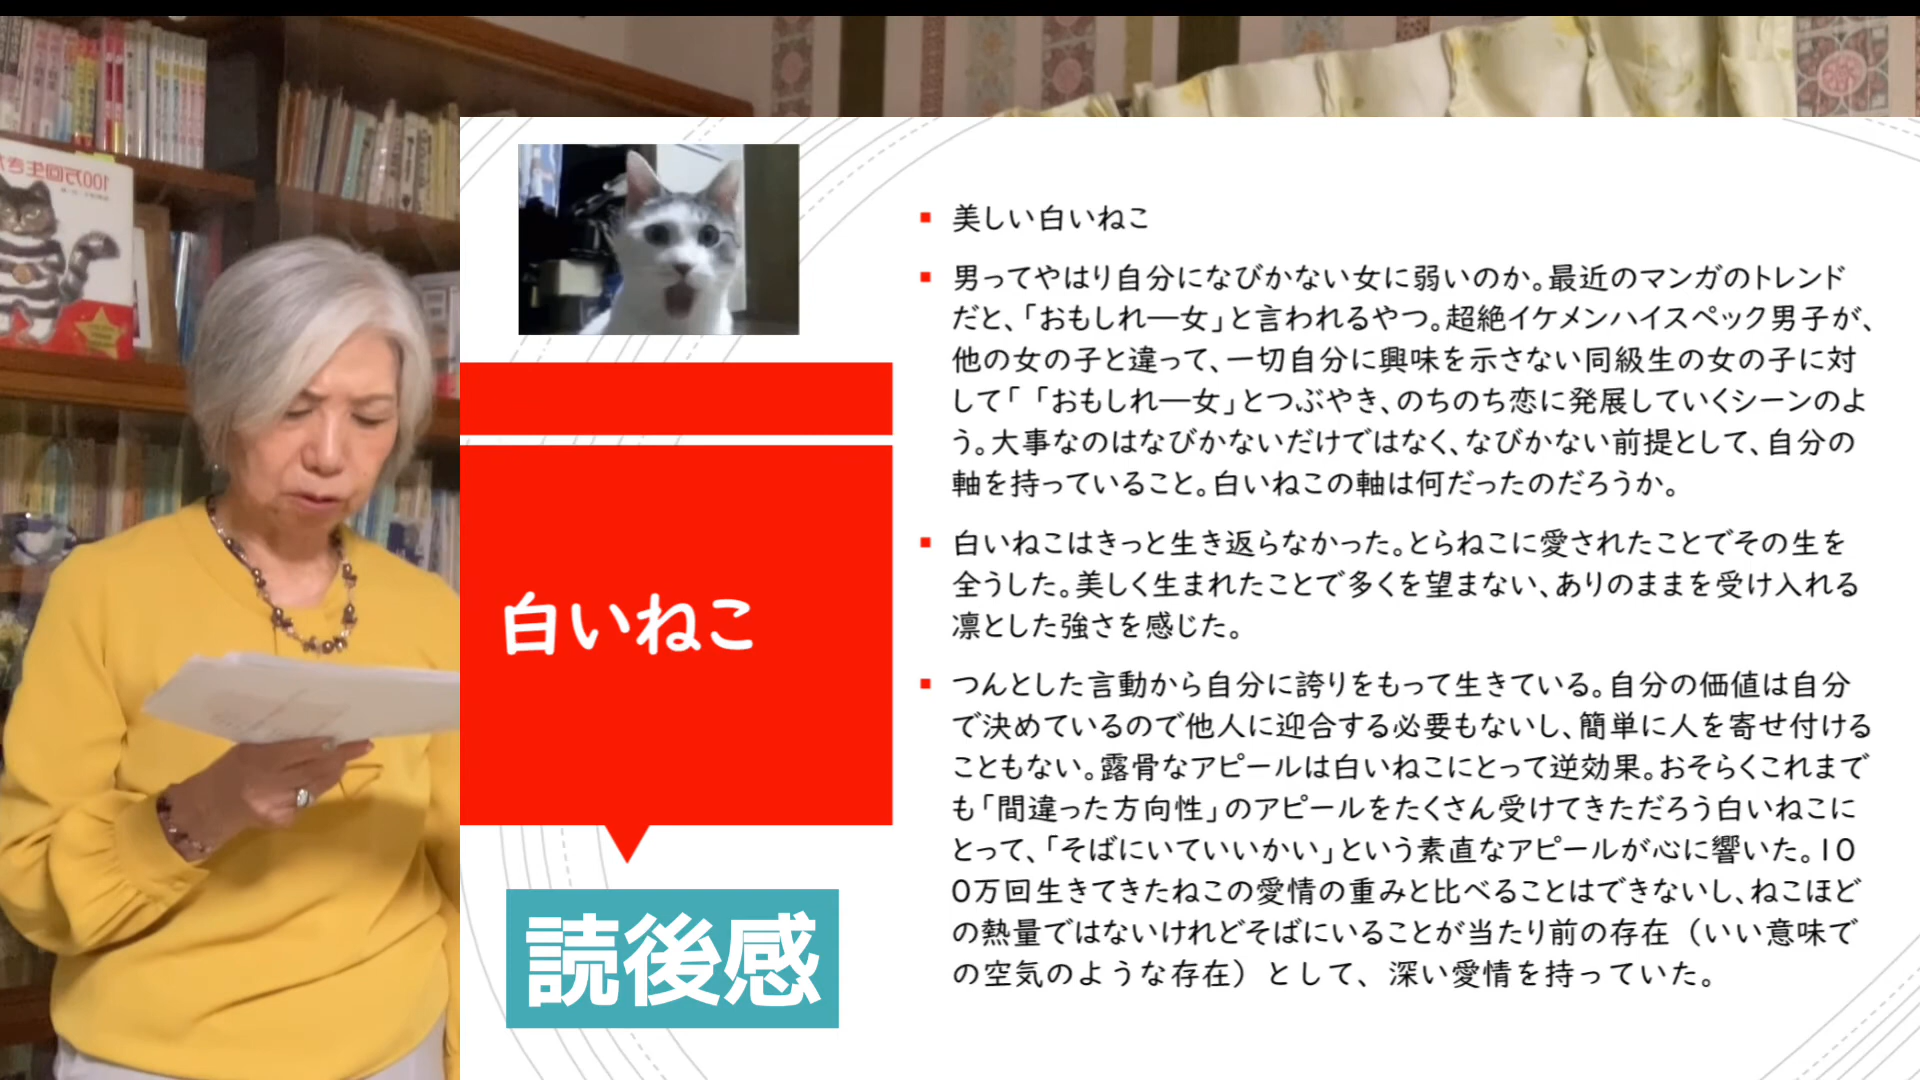 100万回生き
白いねこ
読後感
美しい白いねこ
男ってやはり自分になびかない女に弱いのか。最近のマンガのトレンド
だと、「おもしれー女」と言われるやつ。超絶イケメンハイスペック男子が、
他の女の子と違って、一切自分に興味を示さない同級生の女の子に対
して「「おもしれー女」とつぶやき、のちのち恋に発展していくシーンのよ
う。大事なのはなびかないだけではなく、なびかない前提として、自分の
軸を持っていること。白いねこの軸は何だったのだろうか。
白いねこはきっと生き返らなかった。とらねこに愛されたことでその生を
全うした。美しく生まれたことで多くを望まない、ありのままを受け入れる
凛とした強さを感じた。
つんとした言動から自分に誇りをもって生きている。自分の価値は自分
で決めているので他人に迎合する必要もないし、簡単に人を寄せ付ける
こともない。露骨なアピールは白いねこにとって逆効果。おそらくこれまで
も「間違った方向性」のアピールをたくさん受けてきただろう白いねこに
とって、「そばにいていいかい」という素直なアピールが心に響いた。10
0万回生きてきたねこの愛情の重みと比べることはできないし、ねこほど
の熱量ではないけれどそばにいることが当たり前の存在（いい意味で
の空気のような存在）として、深い愛情を持っていた。